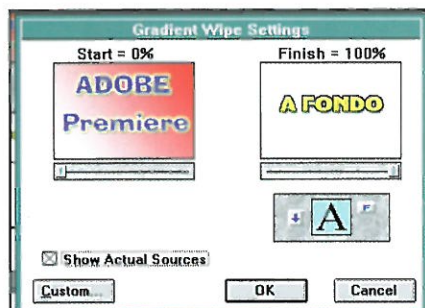 Gradient Wipe Settings
Start = 0%
Finish = 100%
ADOBE
Premiere
A FONDO
A
F
Show Actual Sources
Custom...
OK
Cancel